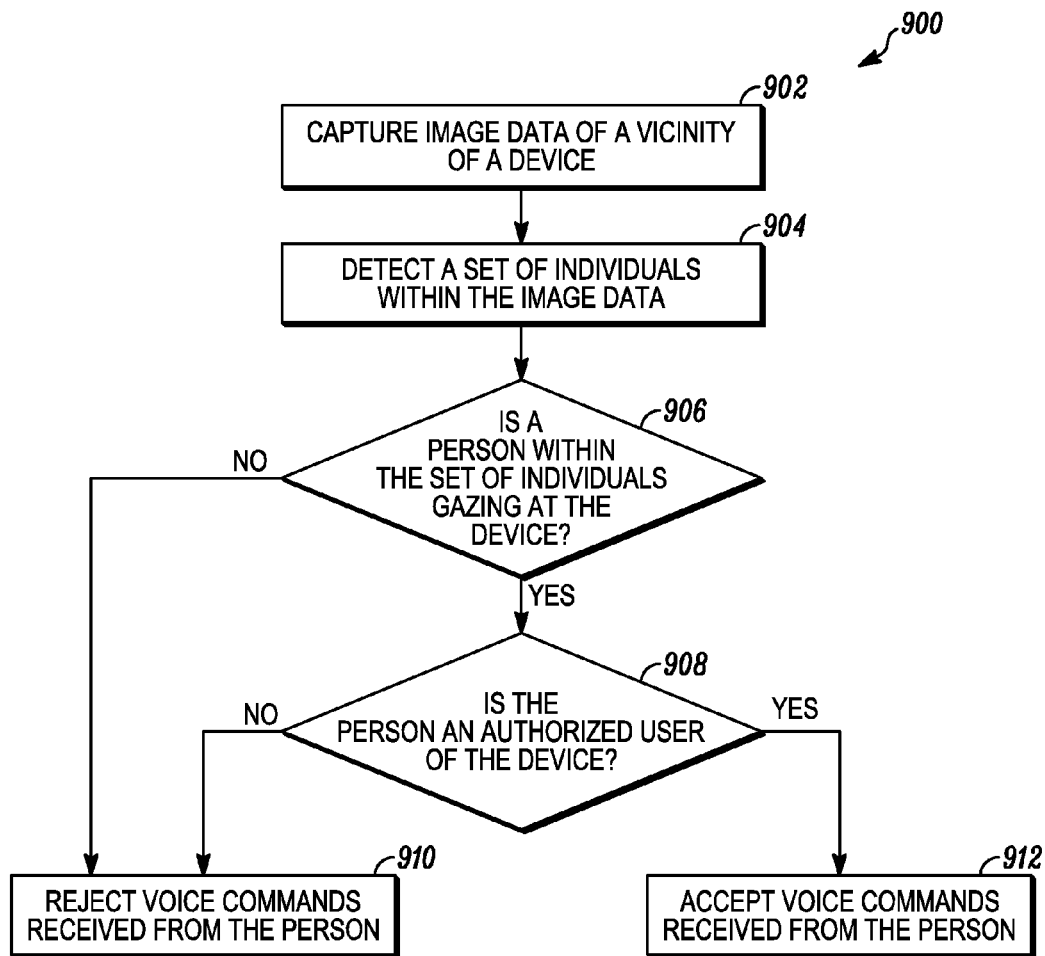 900
902
CAPTURE IMAGE DATA OF A VICINITY
OF A DEVICE
904
DETECT A SET OF INDIVIDUALS
WITHIN THE IMAGE DATA
906
IS A
PERSON WITHIN
THE SET OF INDIVIDUALS
GAZING AT THE
DEVICE?
NO
YES
908
IS THE
PERSON AN AUTHORIZED USER
OF THE DEVICE?
NO
YES
910
REJECT VOICE COMMANDS
RECEIVED FROM THE PERSON
912
ACCEPT VOICE COMMANDS
RECEIVED FROM THE PERSON